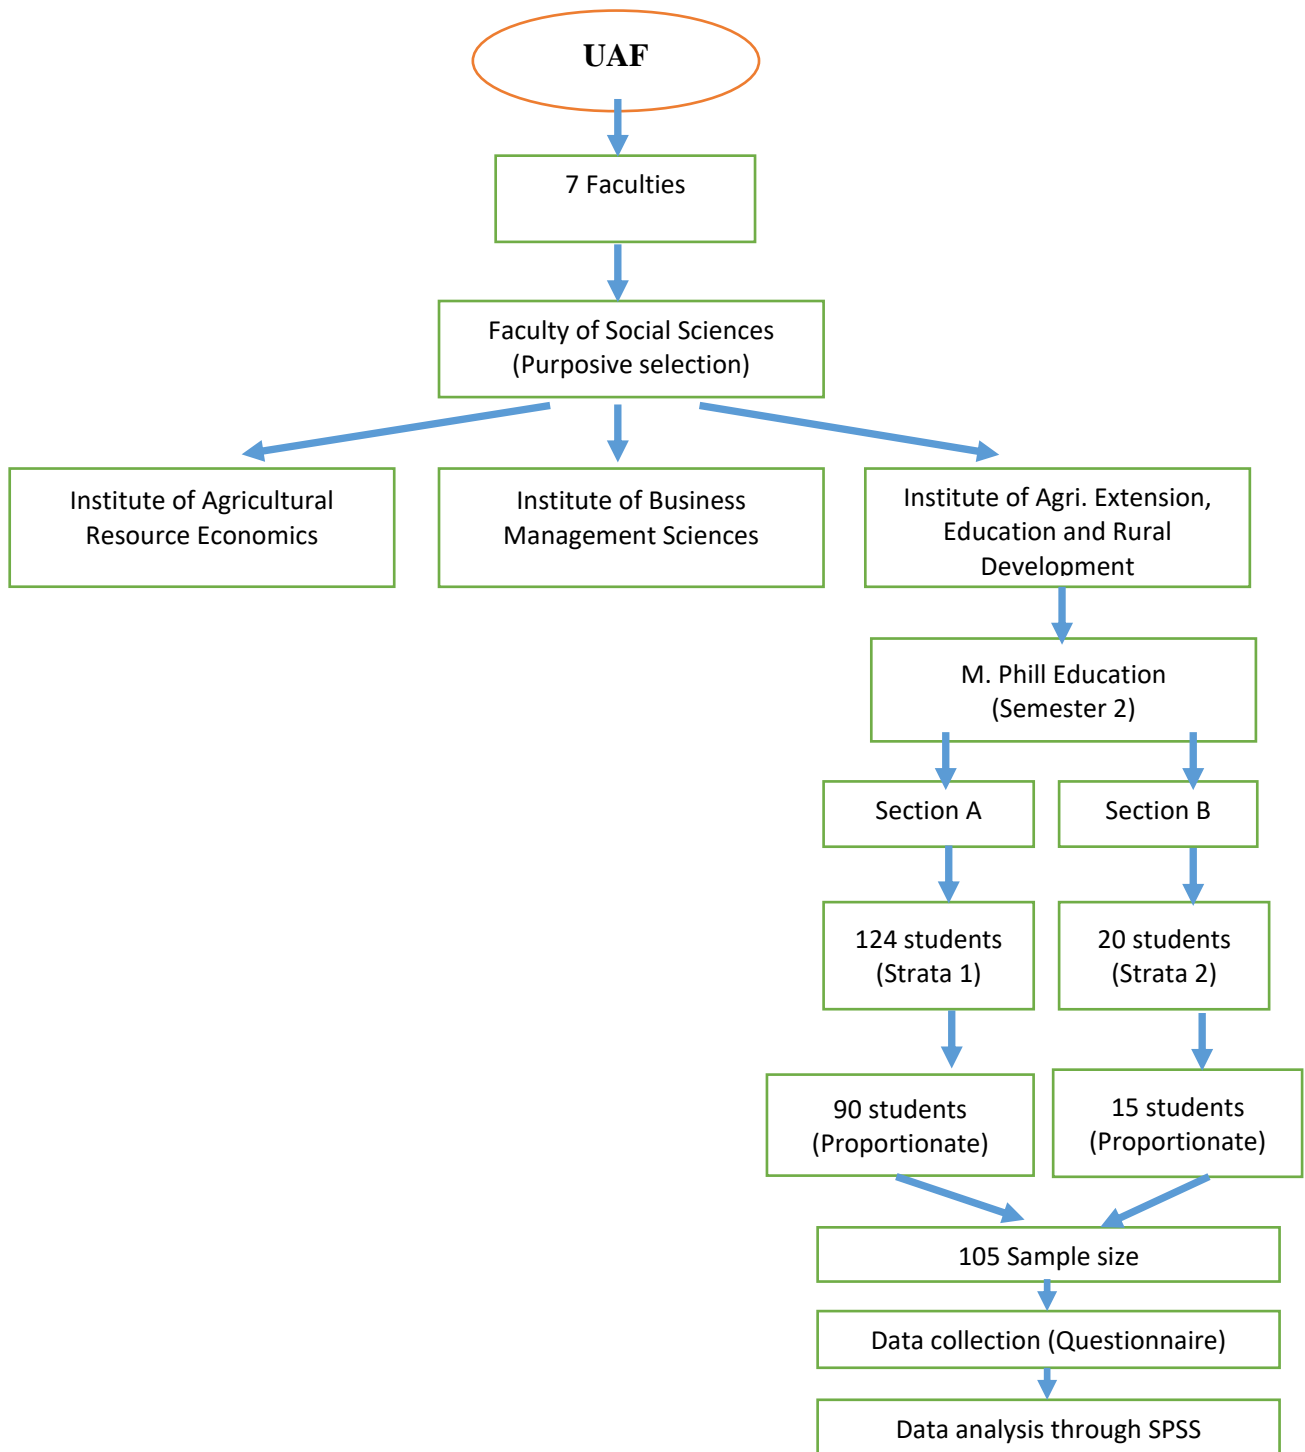 UAF
7 Faculties
Faculty of Social Sciences
(Purposive selection)
Institute of Agricultural
Resource Economics
Institute of Business
Management Sciences
Institute of Agri. Extension,
Education and Rural
Development
M. Phill Education
(Semester 2)
Section A
Section B
124 students
(Strata 1)
20 students
(Strata 2)
90 students
(Proportionate)
15 students
(Proportionate)
105 Sample size
Data collection (Questionnaire)
Data analysis through SPSS